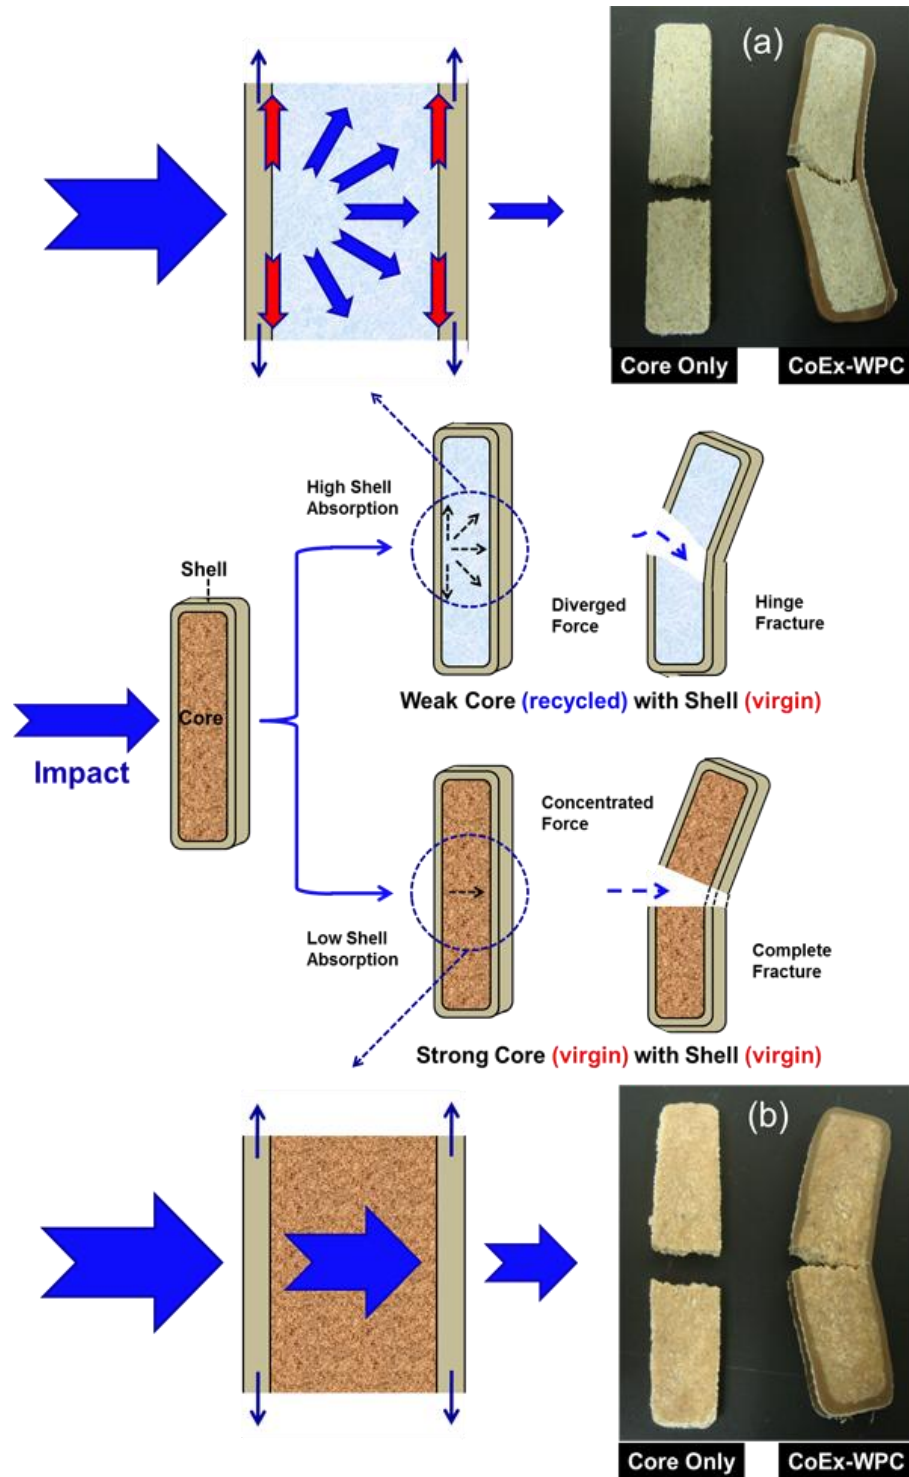 (a)
Core Only
CoEx-WPC
High Shell
Absorption
Shell
Diverged
Force
Hinge
Fracture
Weak Core (recycled) with Shell (virgin)
Core
Impact
Concentrated
Force
Low Shell
Absorption
Complete
Fracture
Strong Core (virgin) with Shell (virgin)
(b)
Core Only
CoEx-WPC